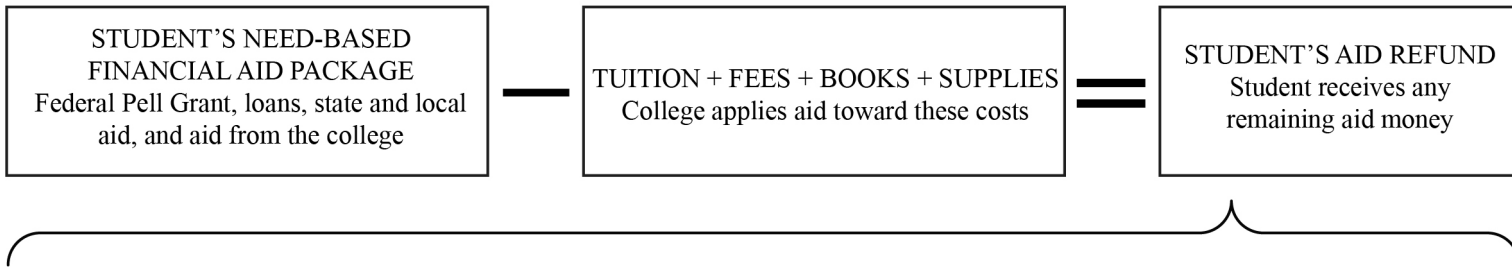 STUDENT’S NEED-BASED
FINANCIAL AID PACKAGE
Federal Pell Grant, loans, state and local
aid, and aid from the college
TUITION + FEES + BOOKS + SUPPLIES
College applies aid toward these costs
STUDENT’S AID REFUND
Student receives any
remaining aid money